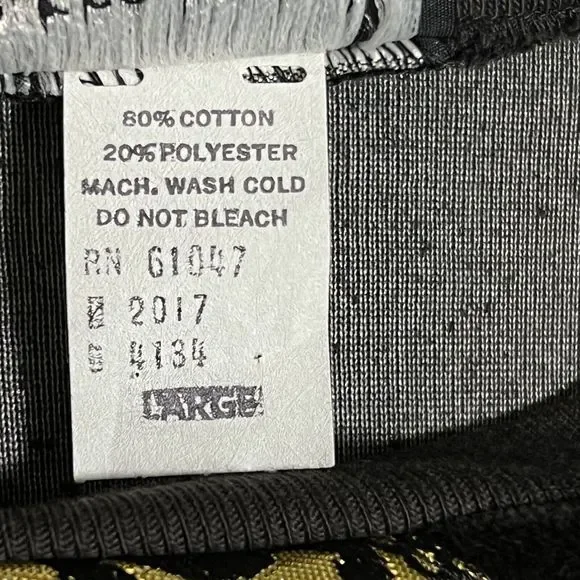 80% COTTON
20% POLYESTER
MACH. WASH COLD
DO NOT BLEACH
RN 61047
2017
4134
LARGE